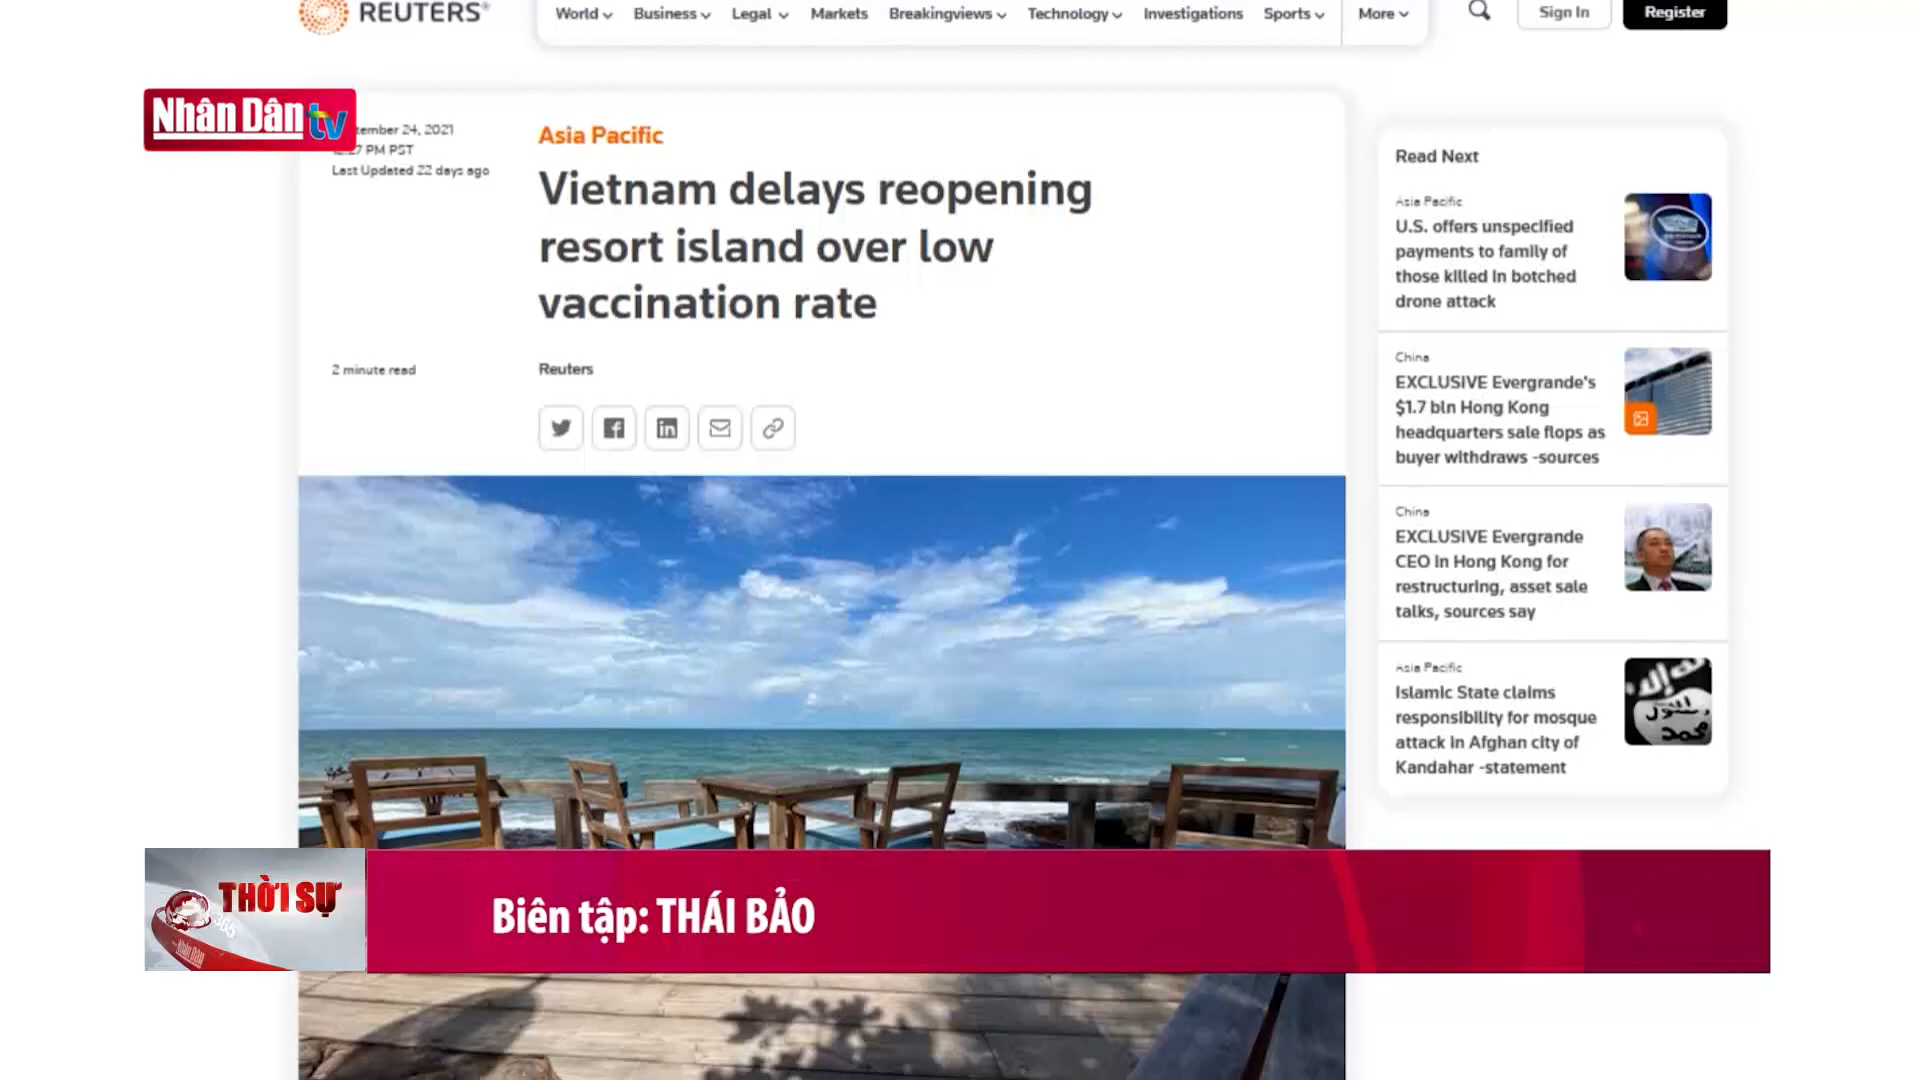 REUTERS®
World
Business
Legal
Markets
Breakingviews
Technology
Investigations
Sports
More
Sign In
Register
Nhân Dân tv
tember 24, 2021
PM PST
Last Updated 22 days ago
Asia Pacific
Vietnam delays reopening
resort island over low
vaccination rate
2 minute read
Reuters
Read Next
Asia Pacific
U.S. offers unspecified
payments to family of
those killed in botched
drone attack
China
EXCLUSIVE Evergrande's
$1.7 bln Hong Kong
headquarters sale flops as
buyer withdraws -sources
China
EXCLUSIVE Evergrande
CEO in Hong Kong for
restructuring, asset sale
talks, sources say
Asia Pacific
Islamic State claims
responsibility for mosque
attack in Afghan city of
Kandahar -statement
THỜI SỰ
365
NHÂN DÂN
Biên tập: THÁI BẢO